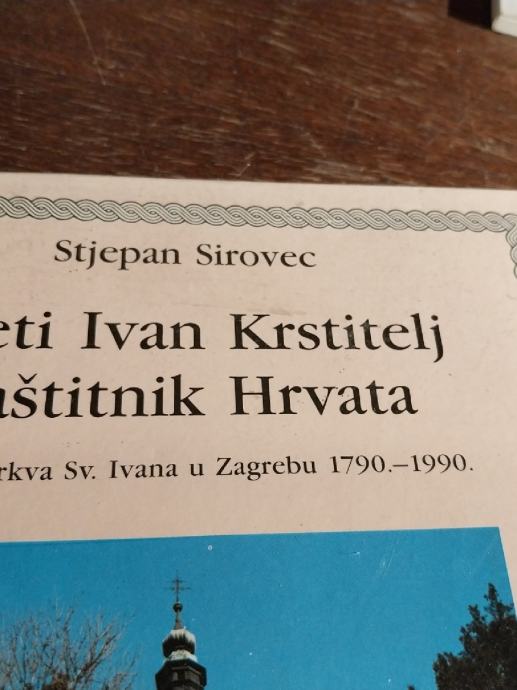 Stjepan Sirovec
eti Ivan Krstitelj
aštitnik Hrvata
rkva Sv. Ivana u Zagrebu 1790.–1990.